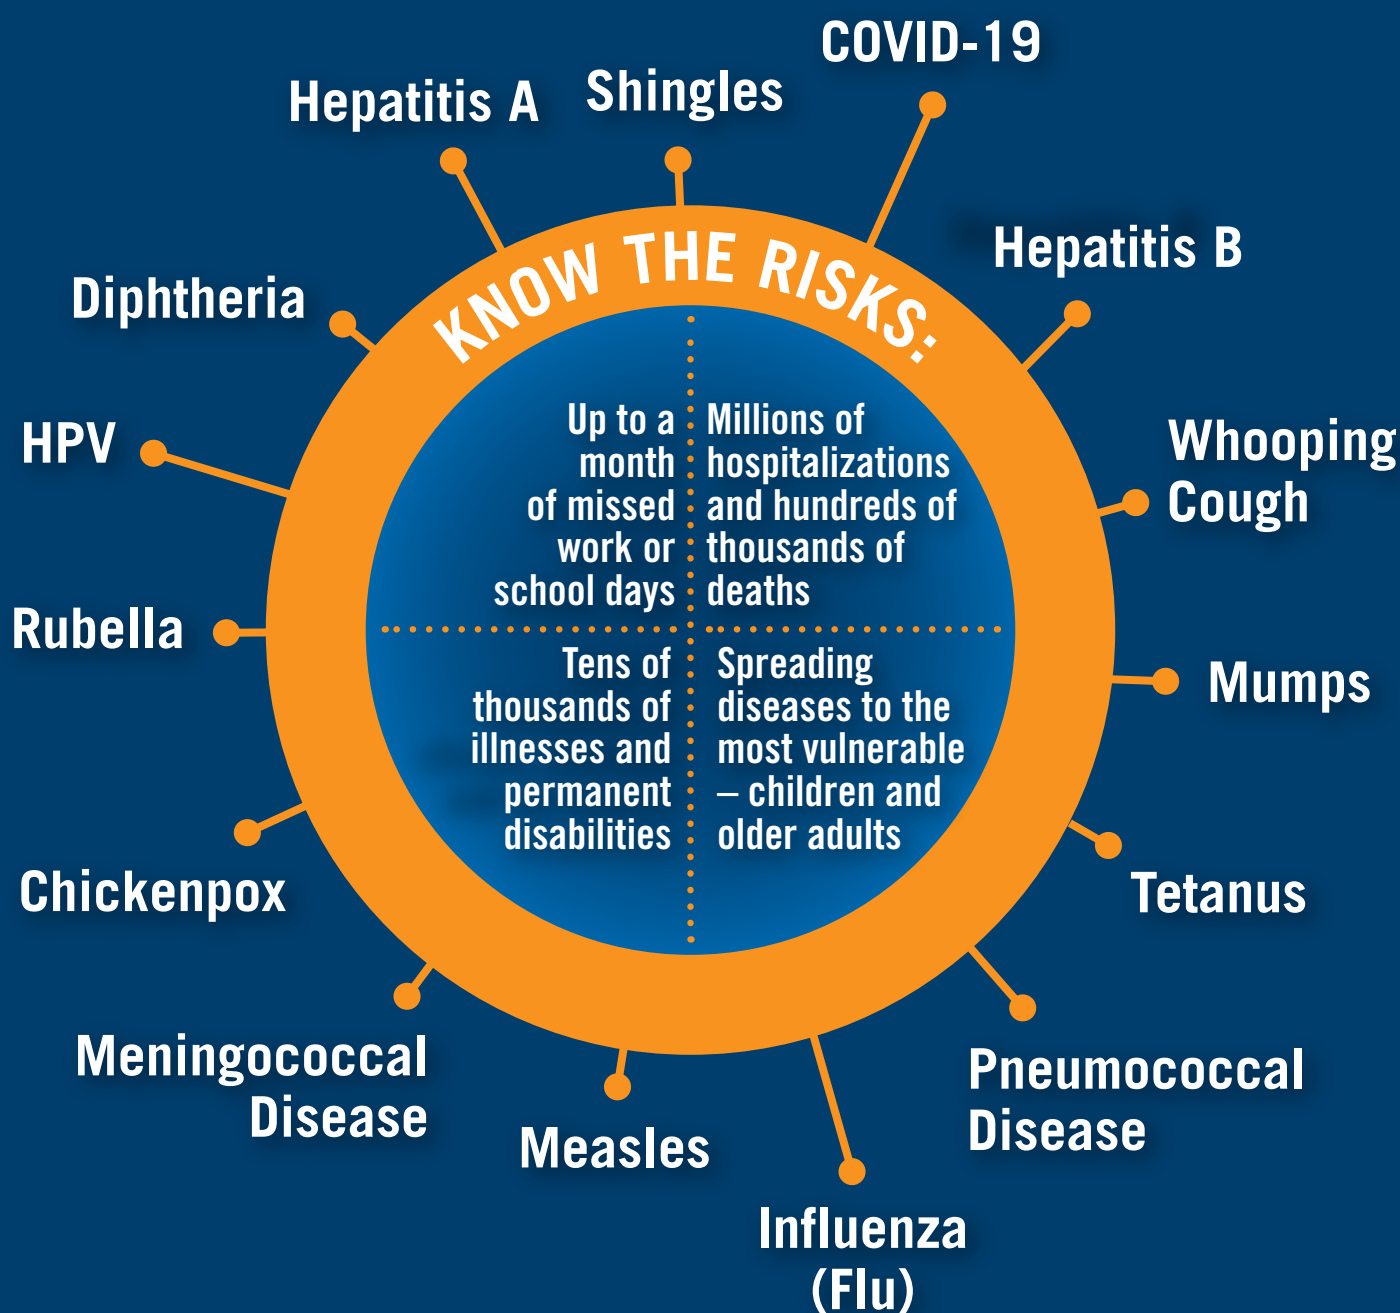 COVID-19
Shingles
Hepatitis A
Hepatitis B
Diphtheria
HPV
Whooping
Cough
Rubella
Mumps
Chickenpox
Tetanus
Meningococcal
Disease
Pneumococcal
Disease
Measles
Influenza
(Flu)
KNOW THE RISKS:
Up to a
month
of missed
work or
school days
Millions of
hospitalizations
and hundreds of
thousands of
deaths
Tens of
thousands of
illnesses and
permanent
disabilities
Spreading
diseases to the
most vulnerable
– children and
older adults